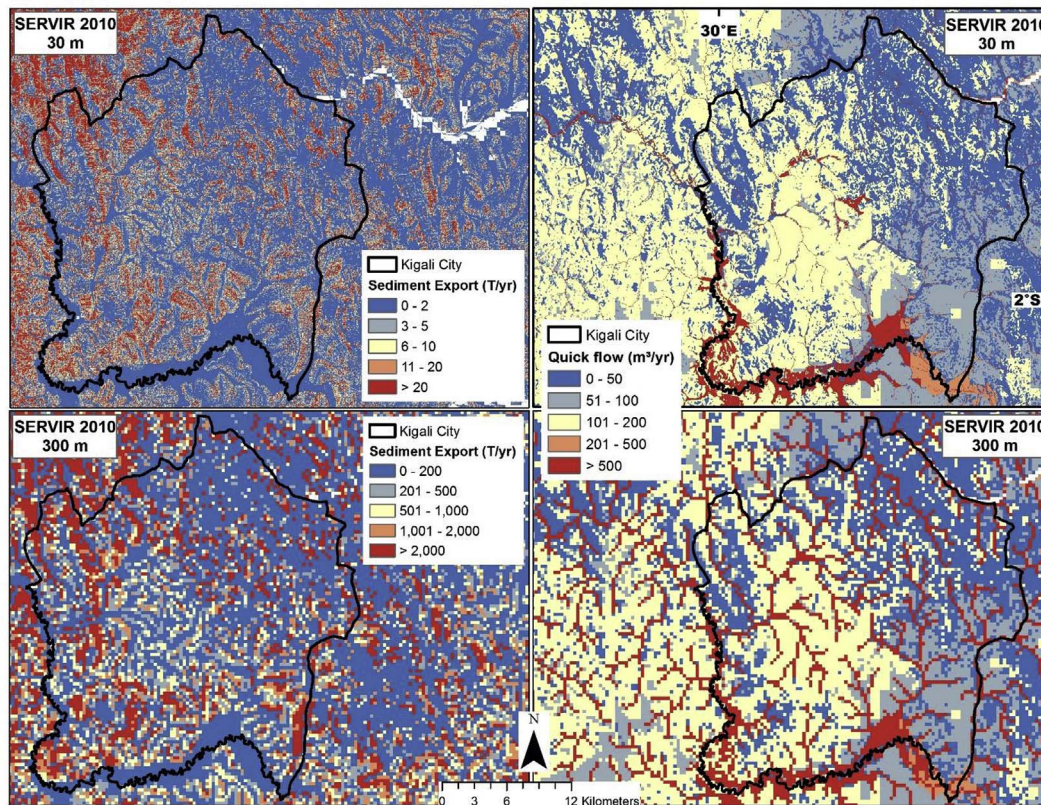 SERVIR 2010
30 m
Kigali City
Sediment Export (T/yr)
0 - 2
3 - 5
6 - 10
11 - 20
> 20
30°E
SERVIR 2010
30 m
2°S
Kigali City
Quick flow (m³/yr)
0 - 50
51 - 100
101 - 200
201 - 500
> 500
SERVIR 2010
300 m
Kigali City
Sediment Export (T/yr)
0 - 200
201 - 500
501 - 1,000
1,001 - 2,000
> 2,000
SERVIR 2010
300 m
N
0 3 6 12 Kilometers